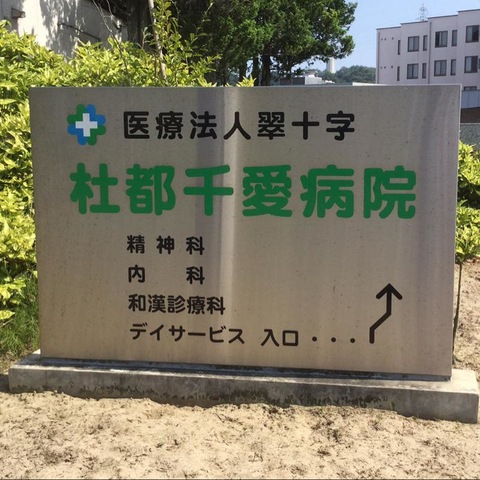 医療法人翠十字
杜都千愛病院
精神科
内 科
和漢診療科
デイサービス 入口・・・